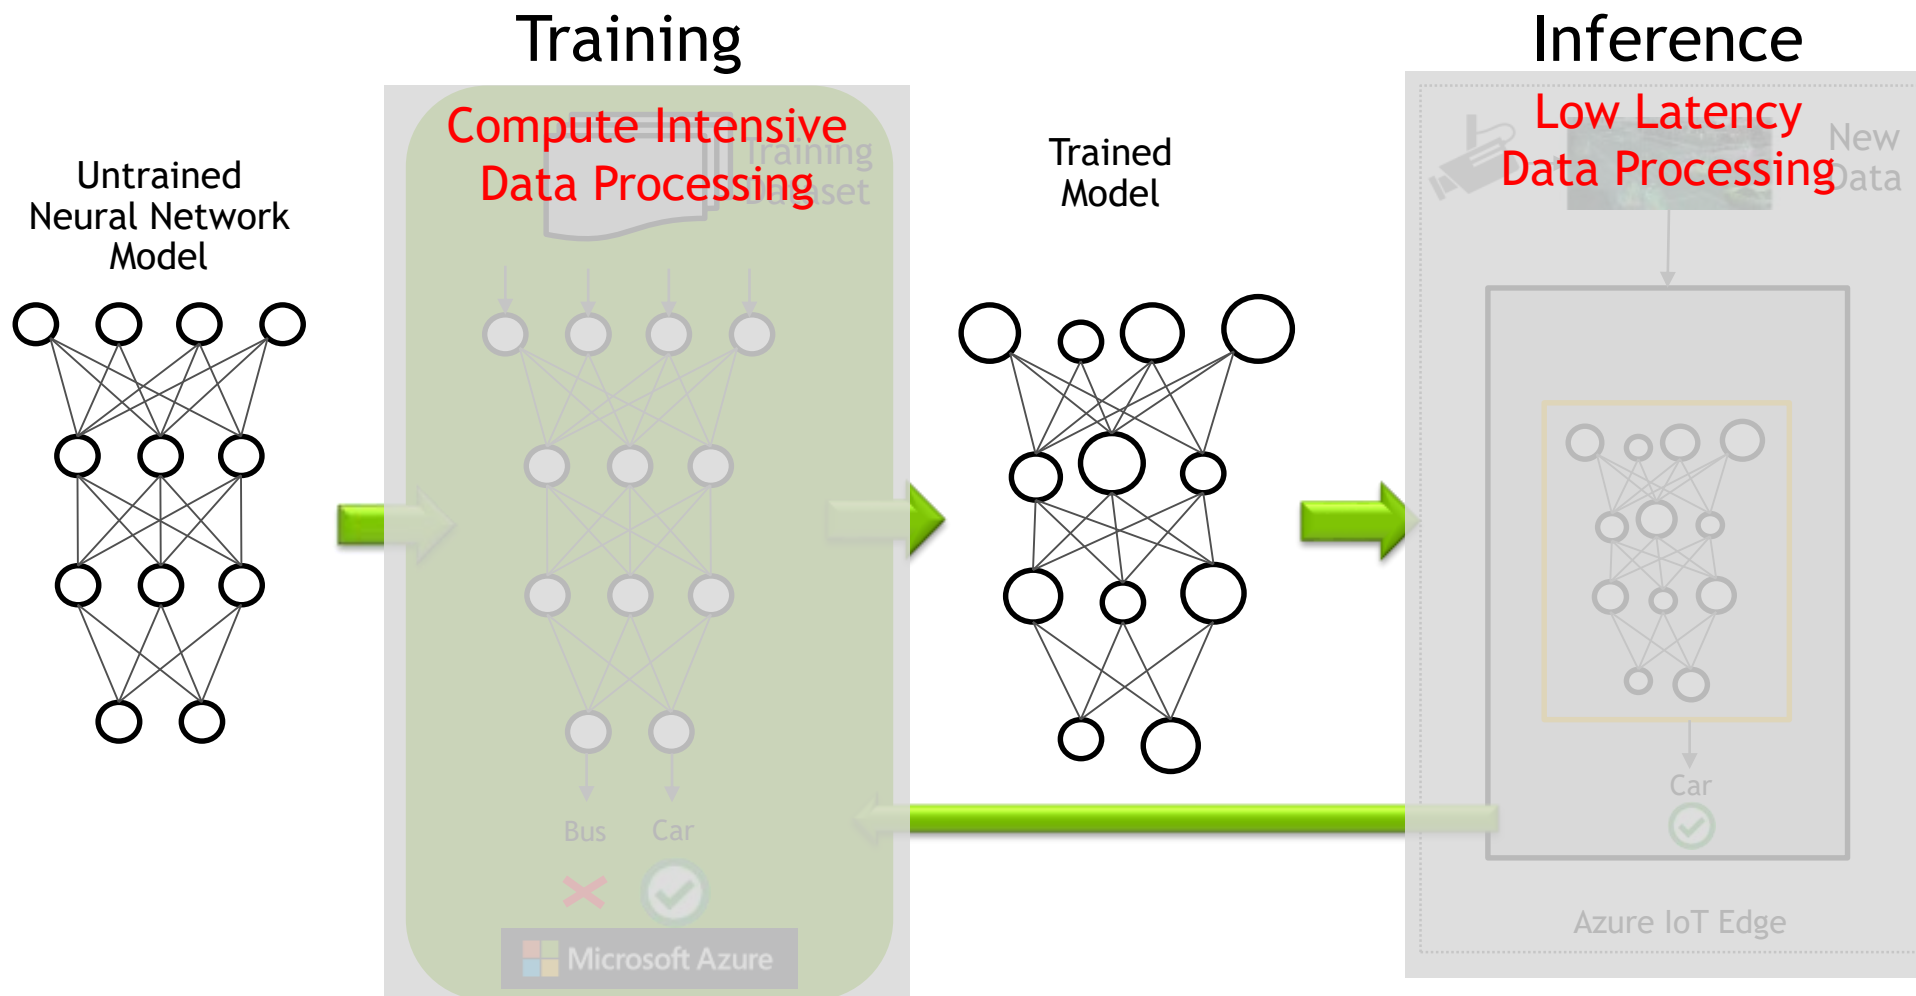 Training
Inference
Compute Intensive
Data Processing
Training
Dataset
Low Latency
Data Processing
New
Data
Untrained
Neural Network
Model
Trained
Model
Bus
Car
Microsoft Azure
Car
Azure IoT Edge